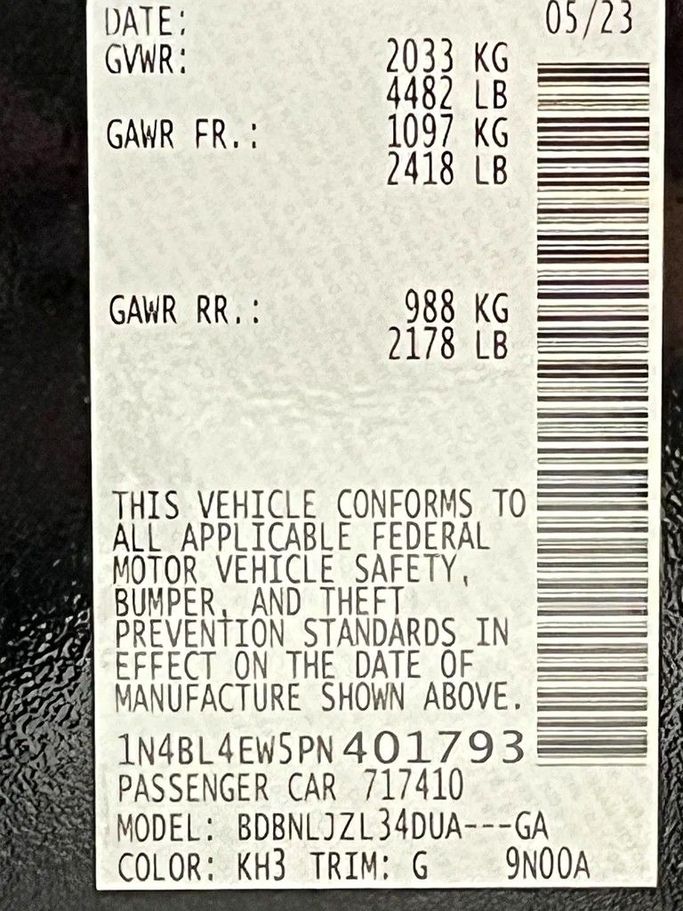 DATE: 05/23
GVWR: 2033 KG
4482 LB
GAWR FR.: 1097 KG
2418 LB
GAWR RR.: 988 KG
2178 LB
THIS VEHICLE CONFORMS TO
ALL APPLICABLE FEDERAL
MOTOR VEHICLE SAFETY,
BUMPER, AND THEFT
PREVENTION STANDARDS IN
EFFECT ON THE DATE OF
MANUFACTURE SHOWN ABOVE.
1N4BL4EW5PN401793
PASSENGER CAR 717410
MODEL: BDBNLJZL34DUA---GA
COLOR: KH3 TRIM: G 9N00A